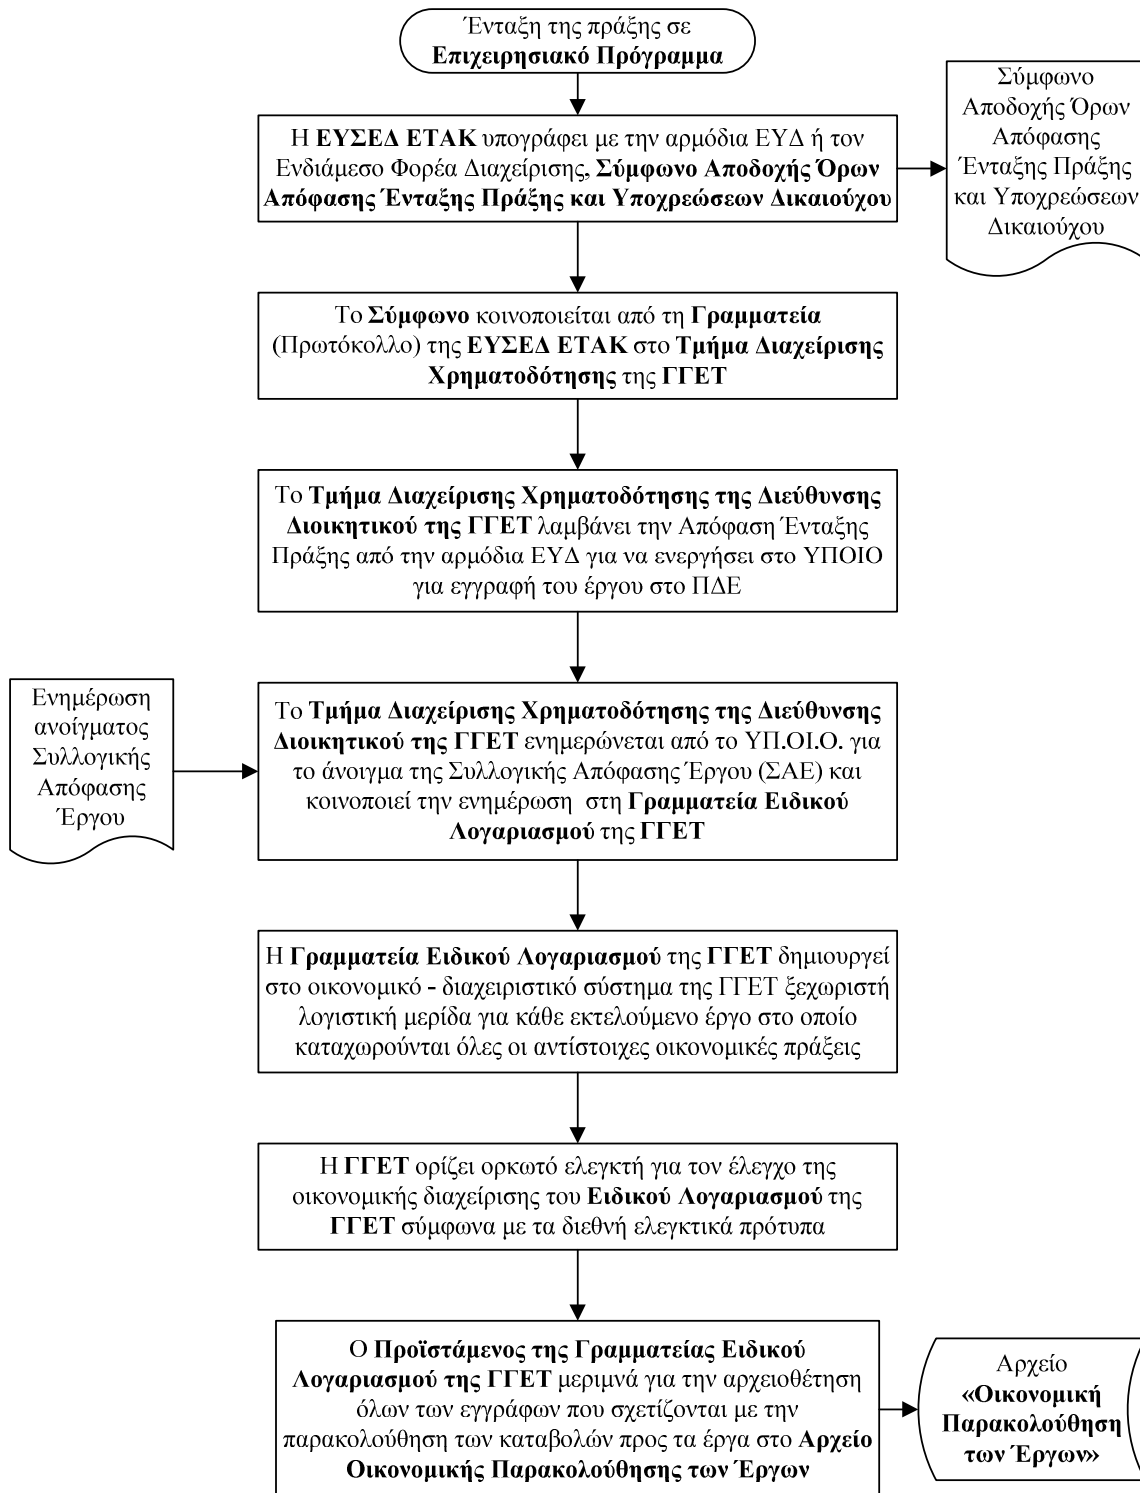 Ένταξη της πράξης σε
Επιχειρησιακό Πρόγραμμα
Η ΕΥΣΕΔ ΕΤΑΚ υπογράφει με την αρμόδια ΕΥΔ ή τον
Ενδιάμεσο Φορέα Διαχείρισης, Σύμφωνο Αποδοχής Όρων
Απόφασης Ένταξης Πράξης και Υποχρεώσεων Δικαιούχου
Σύμφωνο
Αποδοχής Όρων
Απόφασης
Ένταξης Πράξης
και Υποχρεώσεων
Δικαιούχου
Το Σύμφωνο κοινοποιείται από τη Γραμματεία
(Πρωτόκολλο) της ΕΥΣΕΔ ΕΤΑΚ στο Τμήμα Διαχείρισης
Χρηματοδότησης της ΓΓΕΤ
Το Τμήμα Διαχείρισης Χρηματοδότησης της Διεύθυνσης
Διοικητικού της ΓΓΕΤ λαμβάνει την Απόφαση Ένταξης
Πράξης από την αρμόδια ΕΥΔ για να ενεργήσει στο ΥΠΟΙΟ
για εγγραφή του έργου στο ΠΔΕ
Ενημέρωση
ανοίγματος
Συλλογικής
Απόφασης
Έργου
Το Τμήμα Διαχείρισης Χρηματοδότησης της Διεύθυνσης
Διοικητικού της ΓΓΕΤ ενημερώνεται από το ΥΠ.ΟΙ.Ο. για
το άνοιγμα της Συλλογικής Απόφασης Έργου (ΣΑΕ) και
κοινοποιεί την ενημέρωση στη Γραμματεία Ειδικού
Λογαριασμού της ΓΓΕΤ
Η Γραμματεία Ειδικού Λογαριασμού της ΓΓΕΤ δημιουργεί
στο οικονομικό - διαχειριστικό σύστημα της ΓΓΕΤ ξεχωριστή
λογιστική μερίδα για κάθε εκτελούμενο έργο στο οποίο
καταχωρούνται όλες οι αντίστοιχες οικονομικές πράξεις
Η ΓΓΕΤ ορίζει ορκωτό ελεγκτή για τον έλεγχο της
οικονομικής διαχείρισης του Ειδικού Λογαριασμού της
ΓΓΕΤ σύμφωνα με τα διεθνή ελεγκτικά πρότυπα
Ο Προϊστάμενος της Γραμματείας Ειδικού
Λογαριασμού της ΓΓΕΤ μεριμνά για την αρχειοθέτηση
όλων των εγγράφων που σχετίζονται με την
παρακολούθηση των καταβολών προς τα έργα στο Αρχείο
Οικονομικής Παρακολούθησης των Έργων
Αρχείο
«Οικονομική
Παρακολούθηση
των Έργων»